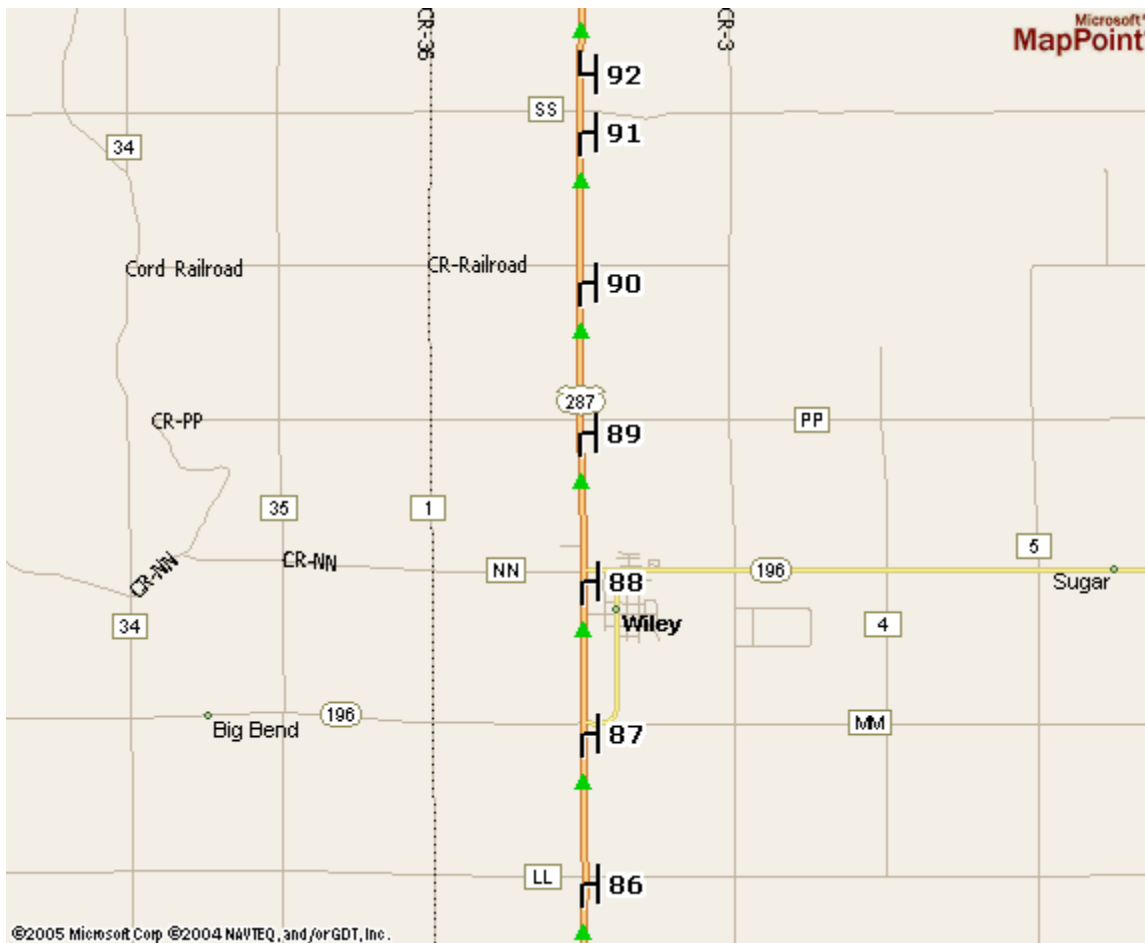 CR-36
CR-3
Microsoft®
MapPoint®
92
SS
91
34
Cord Railroad
CR-Railroad
90
287
CR-PP
PP
89
35
1
CR-NN
CR-NN
NN
88
196
5
Sugar
34
Wiley
4
Big Bend
196
87
MM
LL
86
©2005 Microsoft Corp ©2004 NAVTEQ, and/or GDT, Inc.